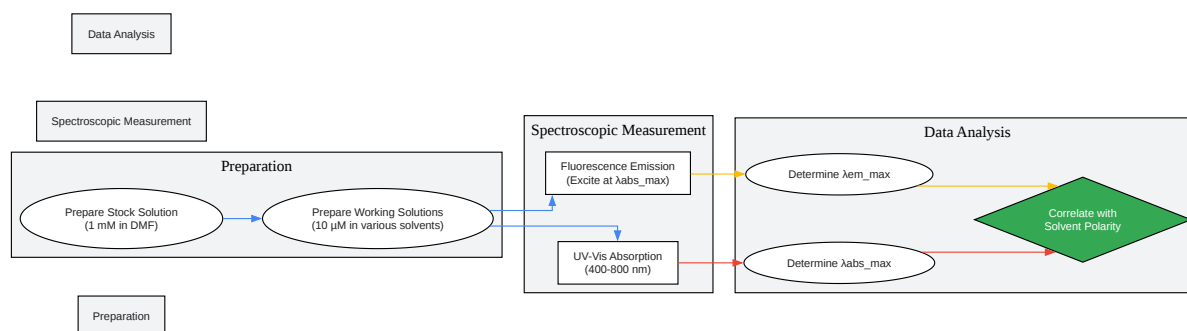 Data Analysis
Spectroscopic Measurement
Preparation
Prepare Stock Solution
(1 mM in DMF)
Prepare Working Solutions
(10 µM in various solvents)
Spectroscopic Measurement
Fluorescence Emission
(Excite at λabs_max)
UV-Vis Absorption
(400-800 nm)
Data Analysis
Determine λem_max
Determine λabs_max
Correlate with
Solvent Polarity
Preparation